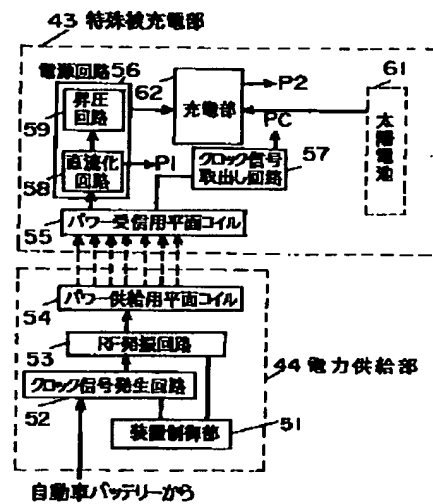 43 特殊被充電部
電源回路 56
昇圧
回路
59
62
充電部
P2
61
太陽電池
PC
直流化
回路
58
P1
クロック信号
取出し回路
57
パワー受信用平面コイル
55
パワー供給用平面コイル
54
RF発振回路
53
44 電力供給部
クロック信号発生回路
52
装置制御部
51
自動車バッテリーから